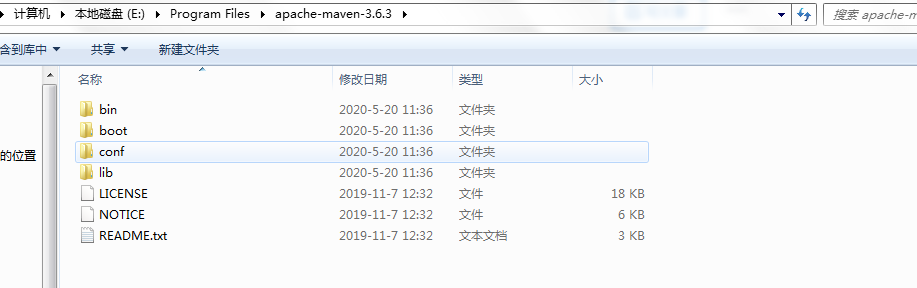 计算机 本地磁盘 (E:) Program Files apache-maven-3.6.3 搜索 apache-m
含到库中 共享 新建文件夹
名称 修改日期 类型 大小
bin 2020-5-20 11:36 文件夹
boot 2020-5-20 11:36 文件夹
的位置 conf 2020-5-20 11:36 文件夹
lib 2020-5-20 11:36 文件夹
LICENSE 2019-11-7 12:32 文件 18 KB
NOTICE 2019-11-7 12:32 文件 6 KB
README.txt 2019-11-7 12:32 文本文档 3 KB